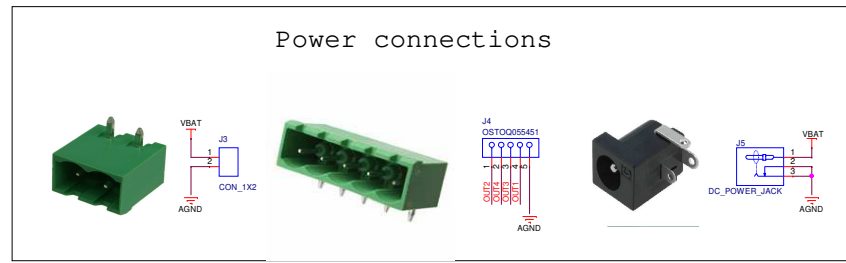 Power connections
VBAT
J3
1
2
CON_1X2
AGND
J4
OSTOQ055451
1
2
3
4
5
OUT2
OUT4
OUT3
OUT1
AGND
J5
VBAT
1
2
3
DC_POWER_JACK
AGND